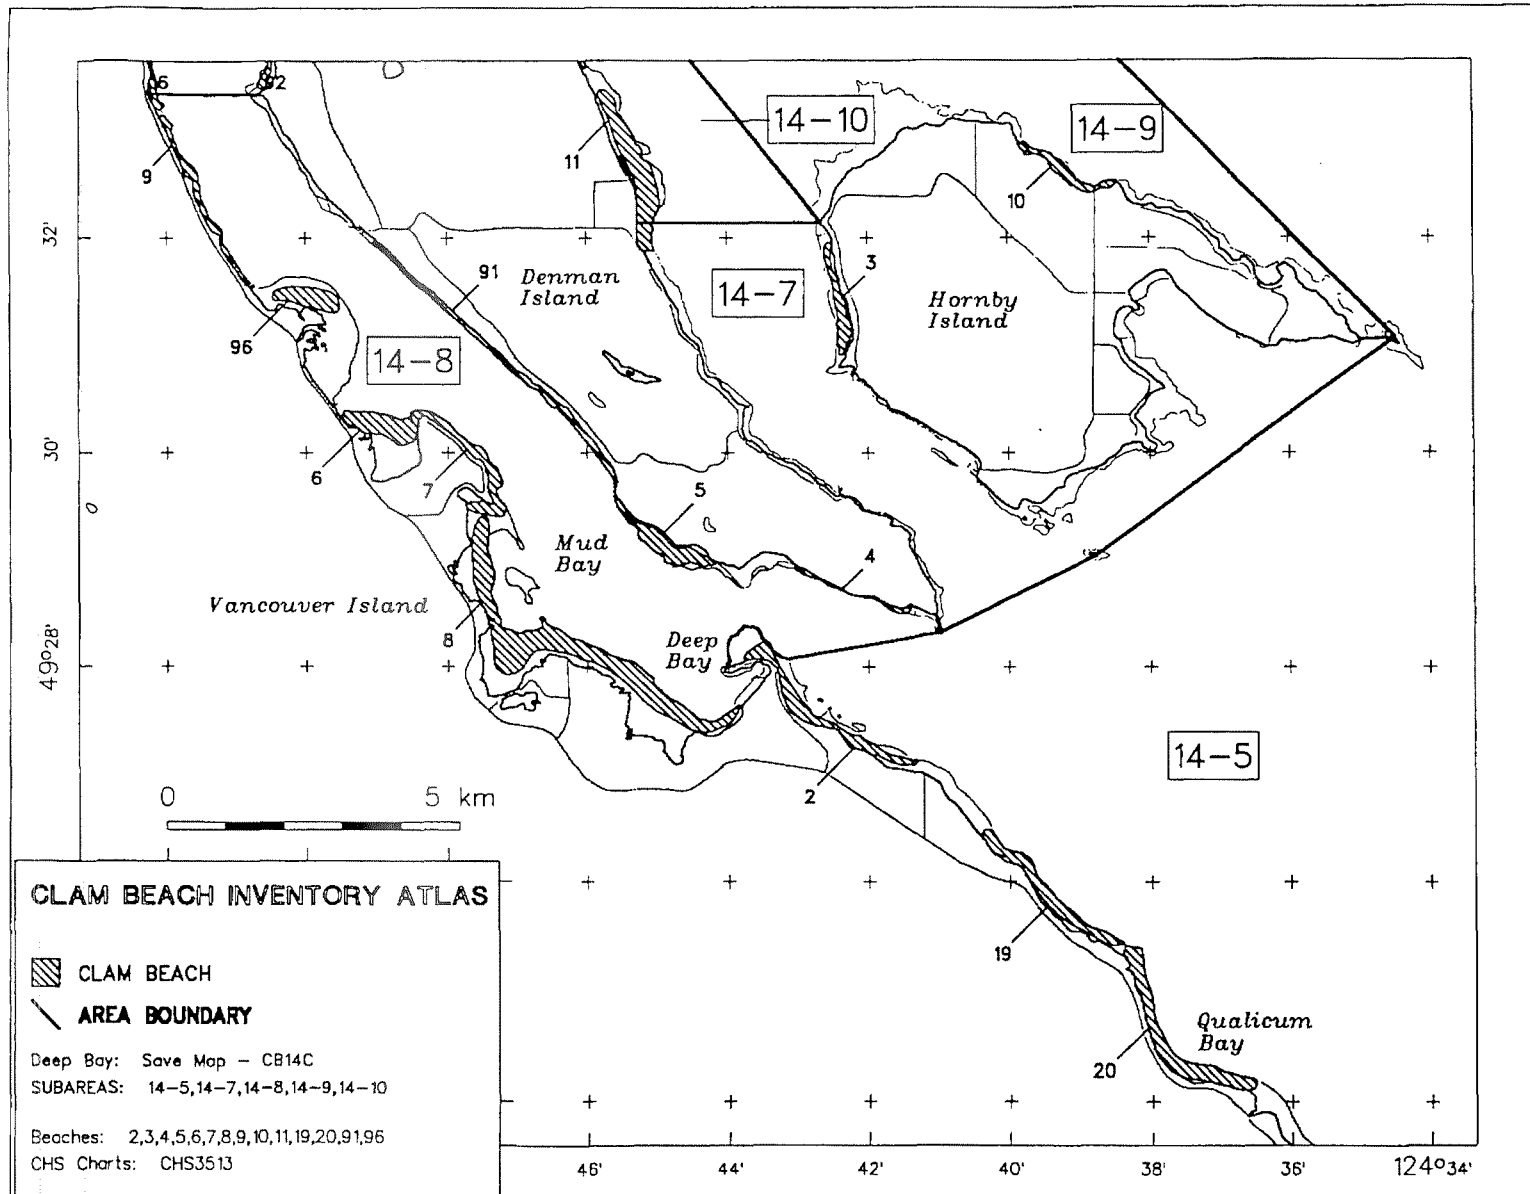 6
92
14-10
14-9
11
9
10
32'
91
Denman
Island
14-7
3
Hornby
Island
96
14-8
30'
6
7
5
Mud
Bay
4
Vancouver Island
8
Deep
Bay
49°28'
14-5
2
0 5 km
19
CLAM BEACH INVENTORY ATLAS
CLAM BEACH
AREA BOUNDARY
Qualicum
Bay
20
Deep Bay: Save Map - CB14C
SUBAREAS: 14-5,14-7,14-8,14-9,14-10
Beaches: 2,3,4,5,6,7,8,9,10,11,19,20,91,96
CHS Charts: CHS3513
46' 44' 42' 40' 38' 36' 124°34'